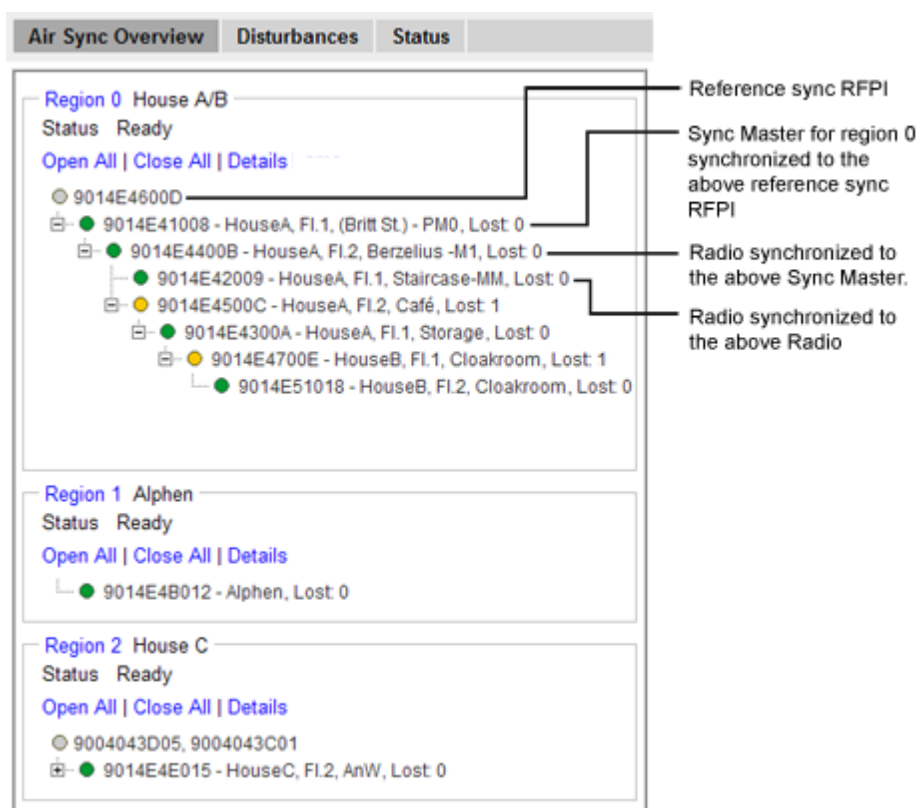 Air Sync Overview Disturbances Status
Region 0 House A/B
Status Ready
Open All | Close All | Details
9014E4600D
9014E41008 - HouseA, Fl.1, (Britt St.) - PM0, Lost: 0
9014E4400B - HouseA, Fl.2, Berzelius -M1, Lost: 0
9014E42009 - HouseA, Fl.1, Staircase-MM, Lost: 0
9014E4500C - HouseA, Fl.2, Café, Lost: 1
9014E4300A - HouseA, Fl.1, Storage, Lost: 0
9014E4700E - HouseB, Fl.1, Cloakroom, Lost: 1
9014E51018 - HouseB, Fl.2, Cloakroom, Lost: 0
Region 1 Alphen
Status Ready
Open All | Close All | Details
9014E4B012 - Alphen, Lost: 0
Region 2 House C
Status Ready
Open All | Close All | Details
9004043D05, 9004043C01
9014E4E015 - HouseC, Fl.2, AnW, Lost: 0
Reference sync RFPI
Sync Master for region 0
synchronized to the
above reference sync
RFPI
Radio synchronized to
the above Sync Master.
Radio synchronized to
the above Radio